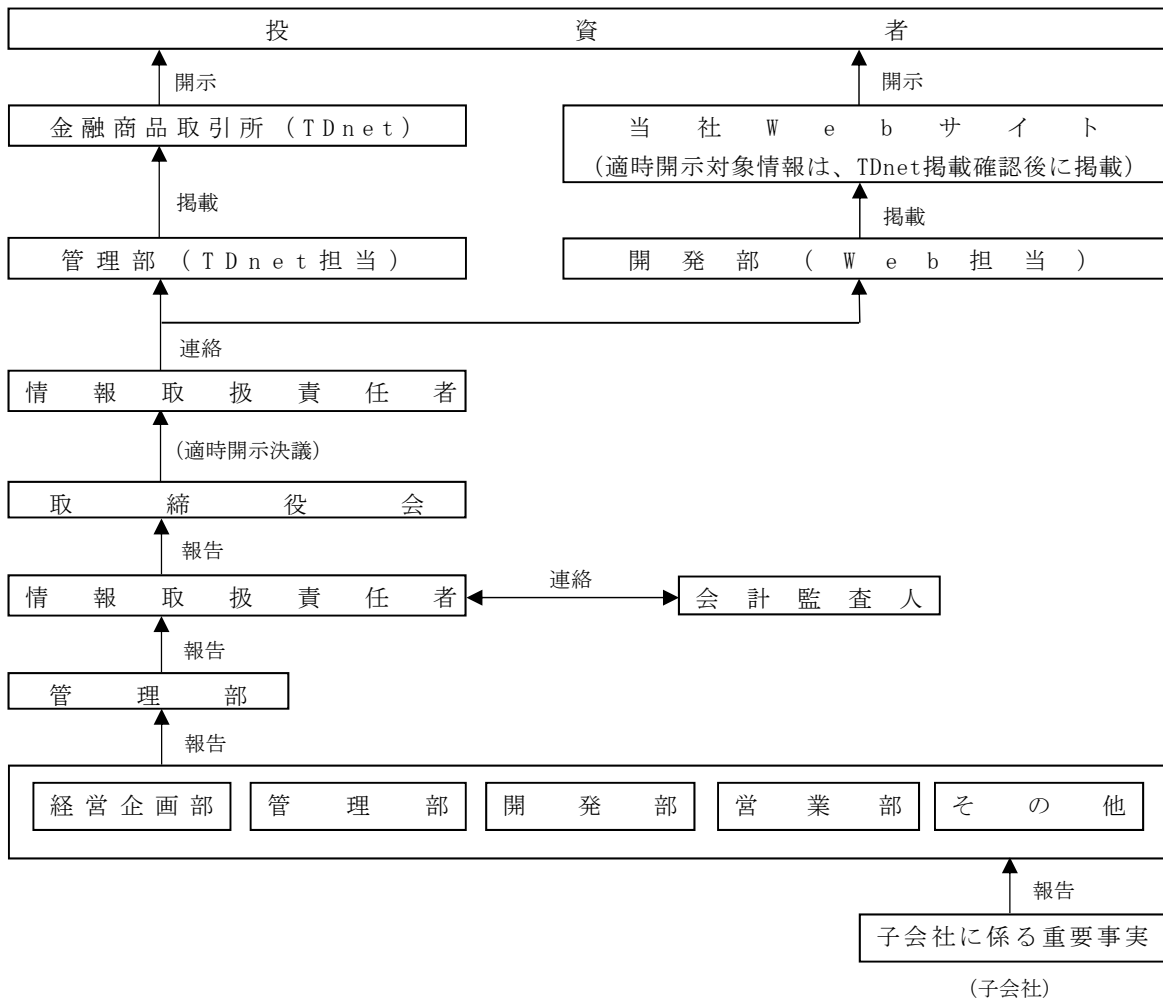 投資者
開示
開示
金融商品取引所(TDnet)
当社Webサイト
(適時開示対象情報は、TDnet掲載確認後に掲載)
掲載
掲載
管理部(TDnet担当)
開発部(Web担当)
連絡
情報取扱責任者
(適時開示決議)
取締役会
報告
情報取扱責任者
連絡
会計監査人
報告
管理部
報告
経営企画部
管理部
開発部
営業部
その他
報告
子会社に係る重要事実
(子会社)